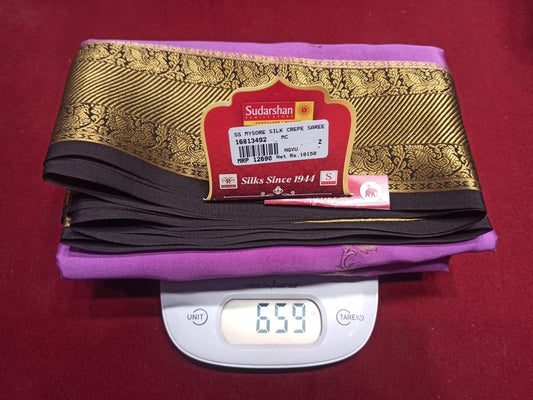 Sudarshan
SS MYSORE SILK CREPE SAREE
16813492 MC
NQVU Z
MRP 12690 Net Rs.10150
Silks Since 1944
S
UNIT
659
TARE